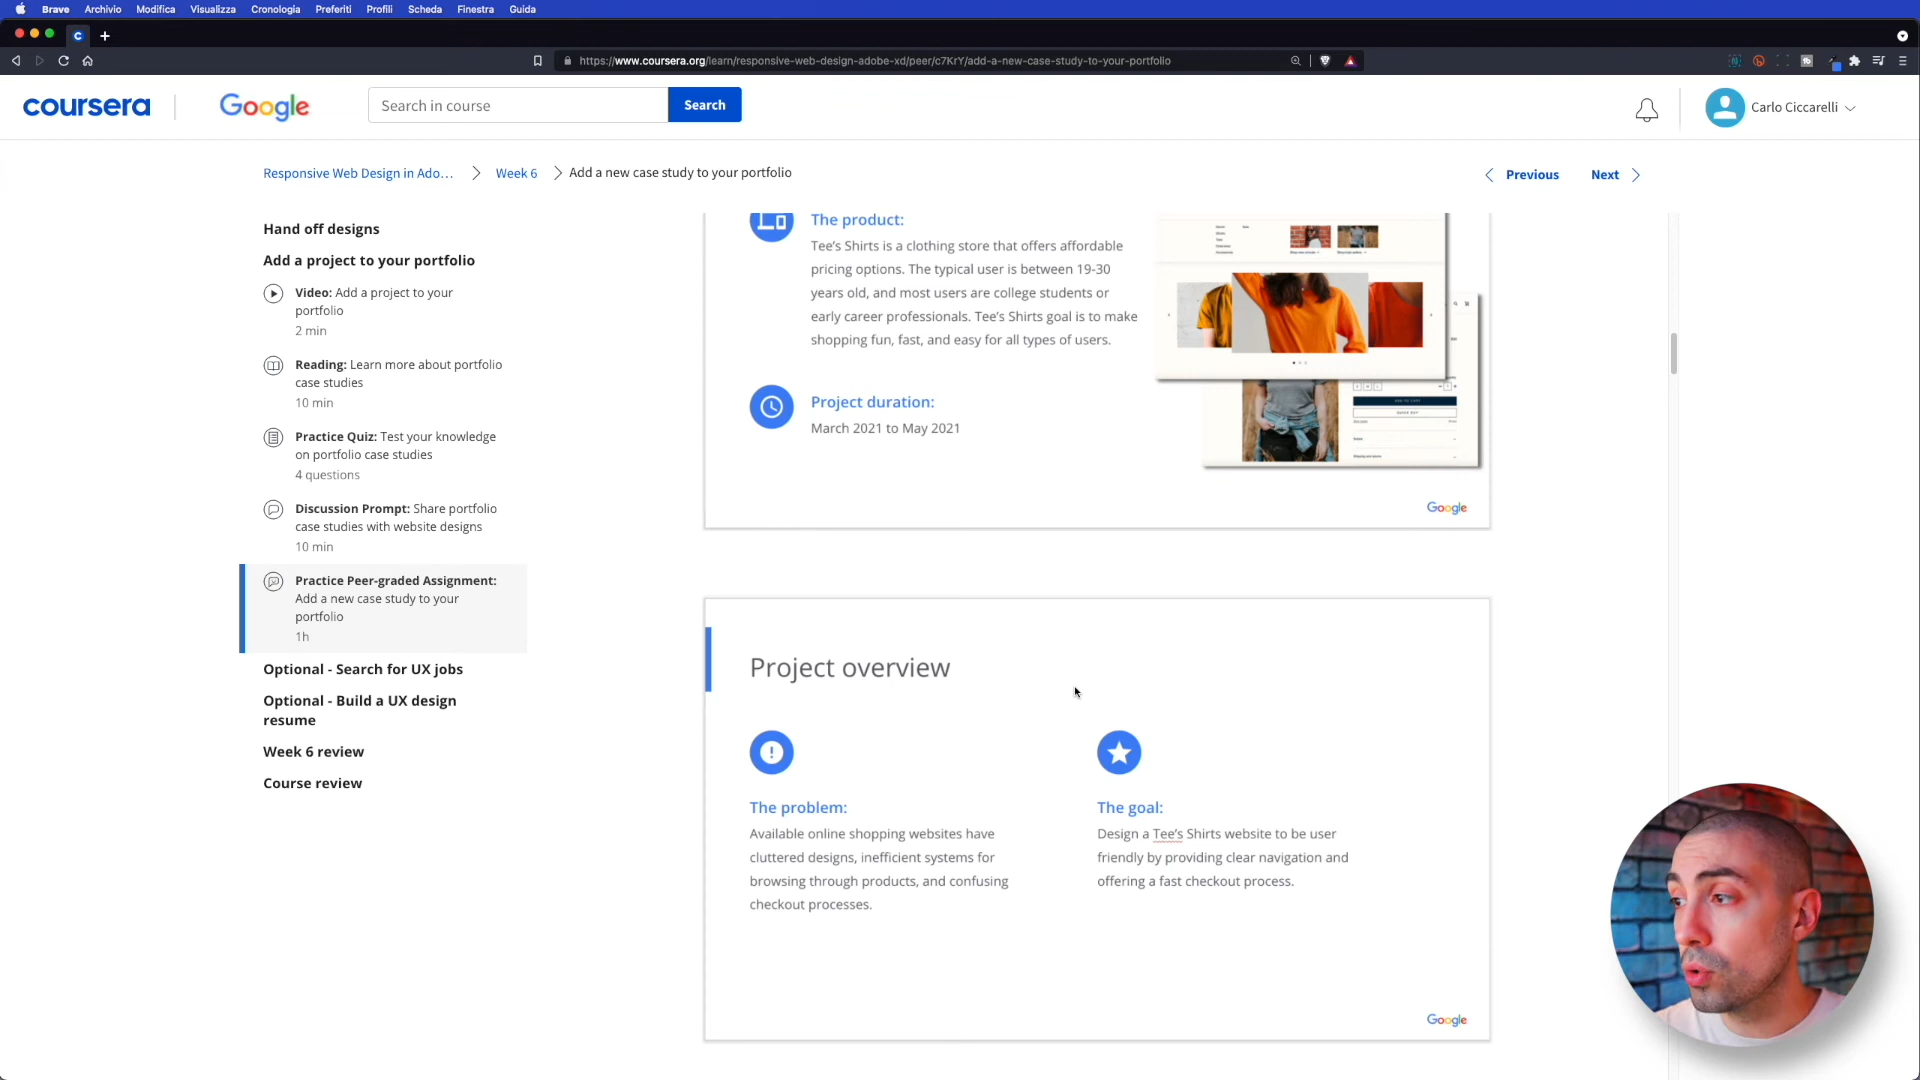 Brave Archivio Modifica Visualizza Cronologia Preferiti Profili Scheda Finestra Guida
https://www.coursera.org/learn/responsive-web-design-adobe-xd/peer/c7KrY/add-a-new-case-study-to-your-portfolio
coursera Google Search in course Search Carlo Ciccarelli
Responsive Web Design in Ado... Week 6 Add a new case study to your portfolio Previous Next
Hand off designs
Add a project to your portfolio
Video: Add a project to your
portfolio
2 min
Reading: Learn more about portfolio
case studies
10 min
Practice Quiz: Test your knowledge
on portfolio case studies
4 questions
Discussion Prompt: Share portfolio
case studies with website designs
10 min
Practice Peer-graded Assignment:
Add a new case study to your
portfolio
1h
Optional - Search for UX jobs
Optional - Build a UX design
resume
Week 6 review
Course review
The product:
Tee's Shirts is a clothing store that offers affordable
pricing options. The typical user is between 19-30
years old, and most users are college students or
early career professionals. Tee's Shirts goal is to make
shopping fun, fast, and easy for all types of users.
Project duration:
March 2021 to May 2021
Google
Project overview
The problem:
Available online shopping websites have
cluttered designs, inefficient systems for
browsing through products, and confusing
checkout processes.
The goal:
Design a Tee's Shirts website to be user
friendly by providing clear navigation and
offering a fast checkout process.
Google